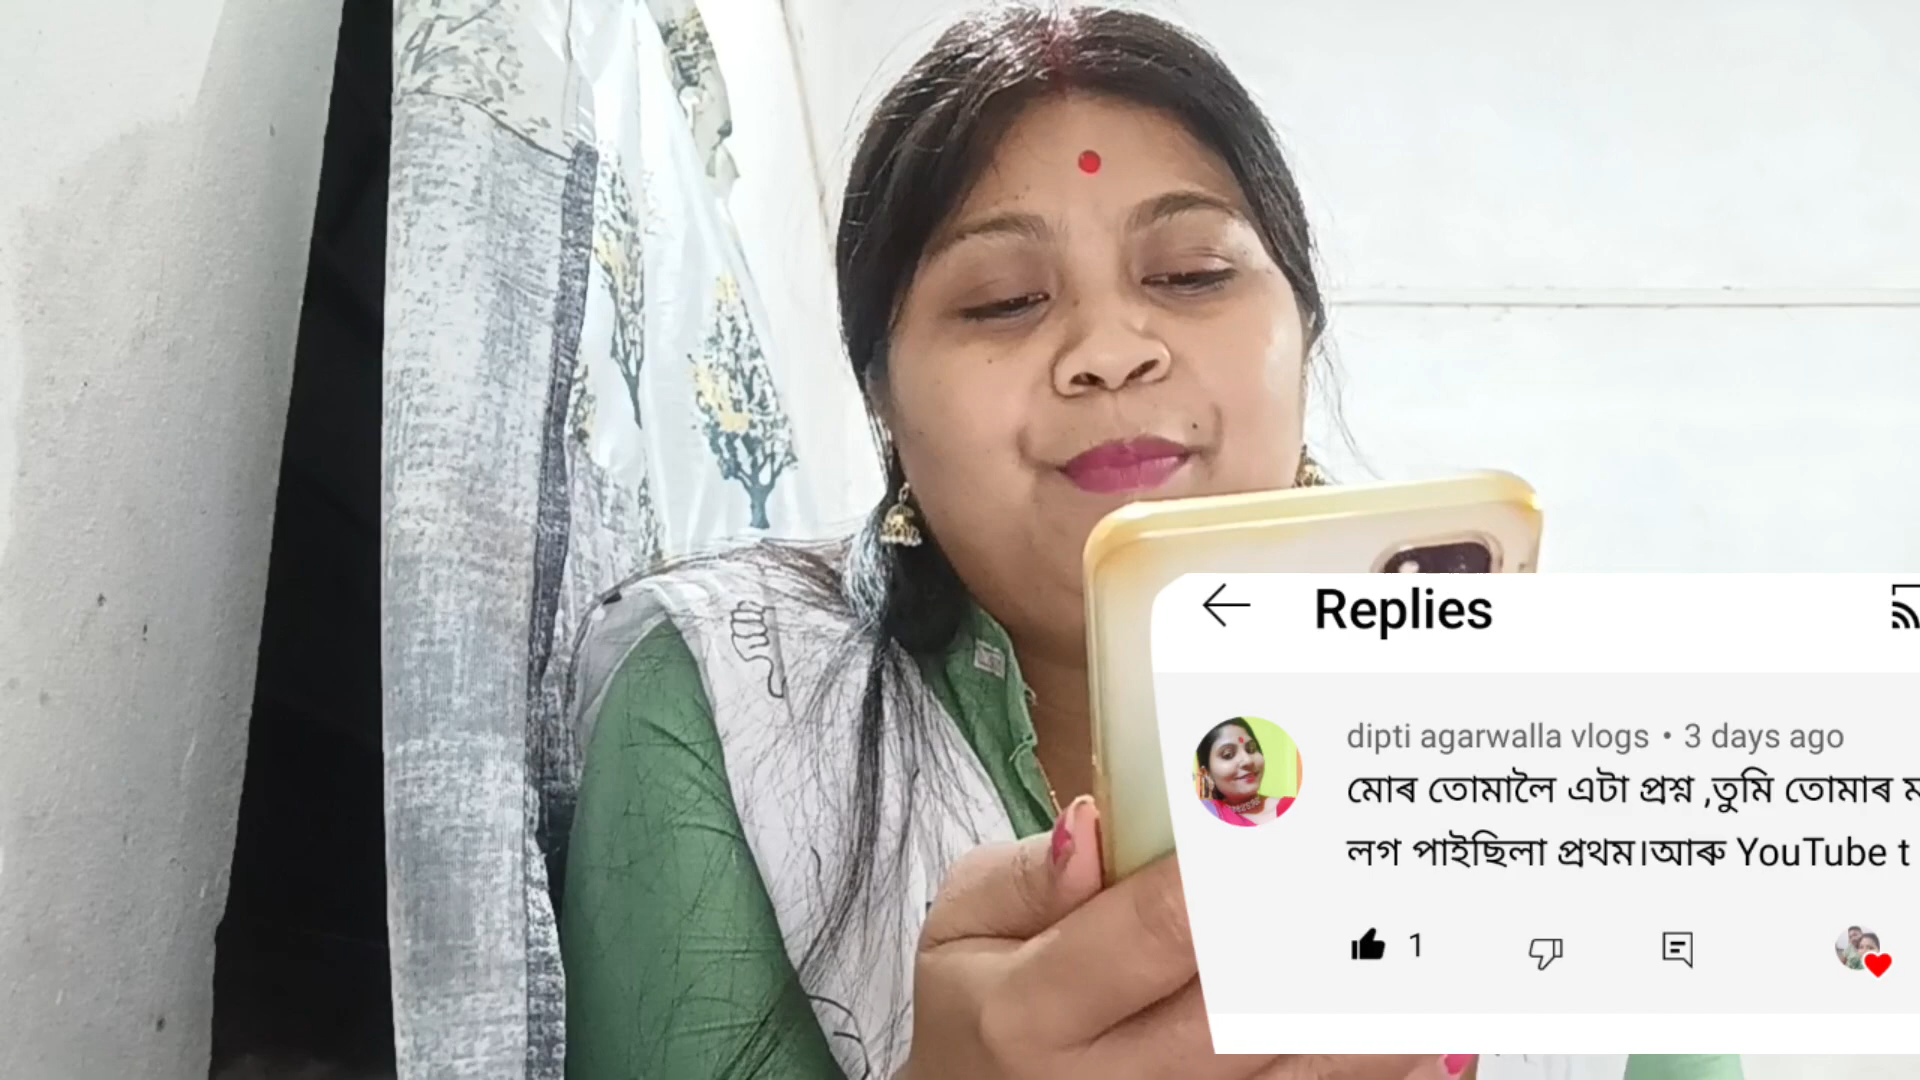 Replies
dipti agarwalla vlogs • 3 days ago
মোৰ তোমালৈ এটা প্ৰশ্ন ,তুমি তোমাৰ
লগ পাইছিলা প্ৰথম।আৰু YouTube t
1